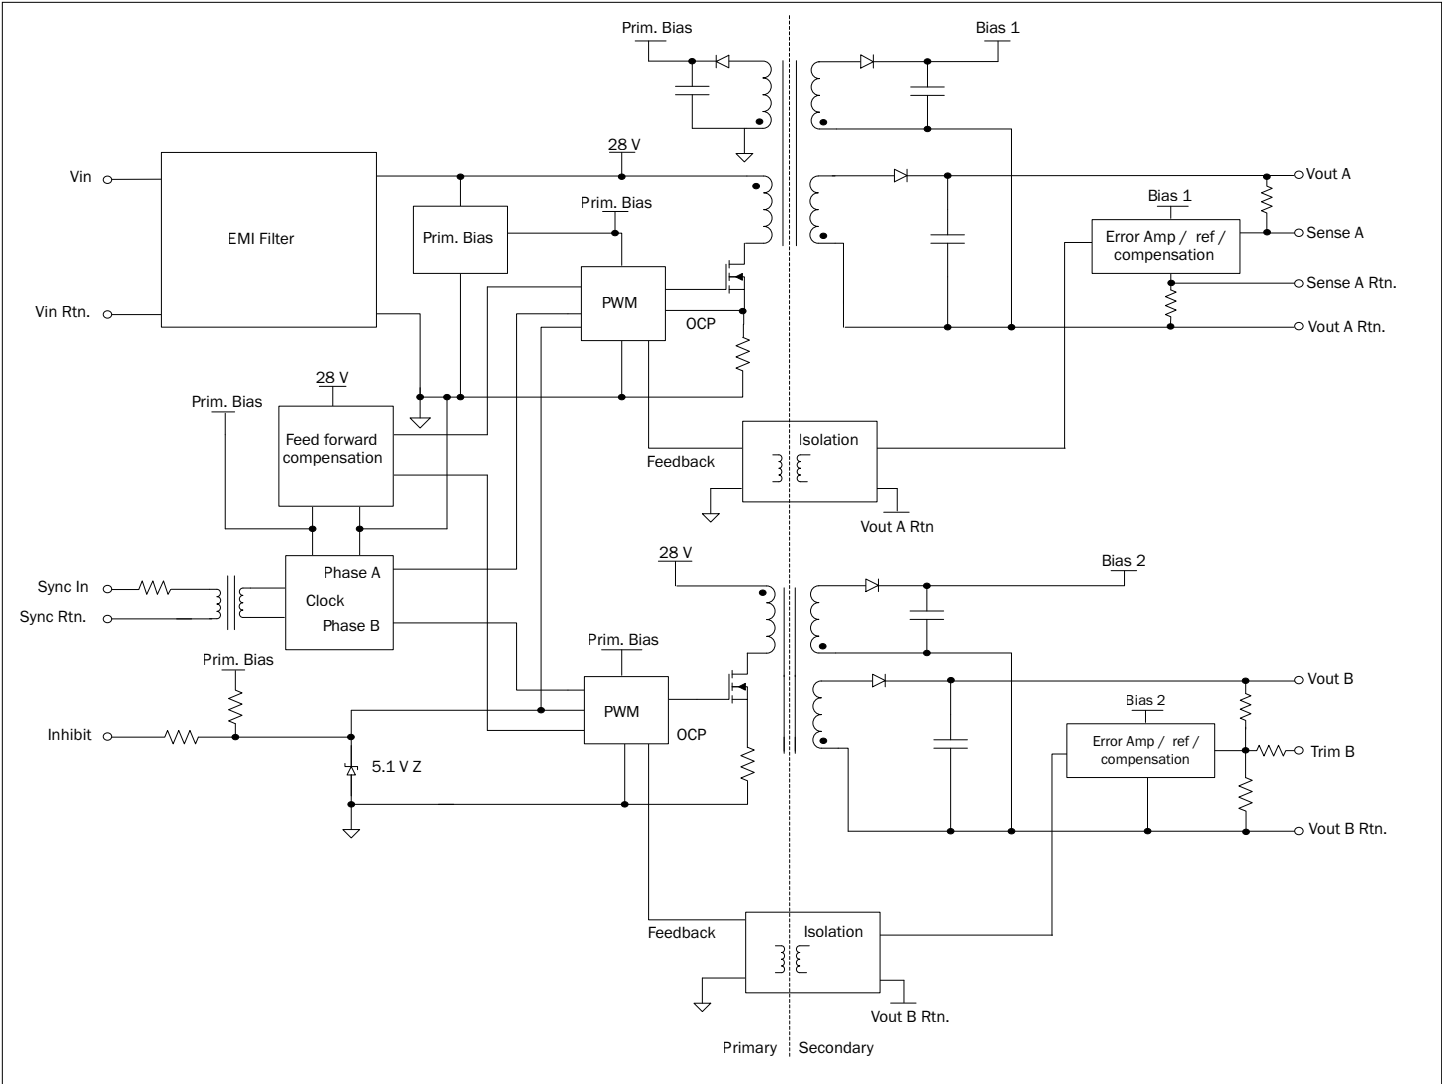 Prim. Bias
Bias 1
28 V
Vin
Vout A
Prim. Bias
Bias 1
EMI Filter
Prim. Bias
Error Amp / ref /
compensation
Sense A
Sense A Rtn.
Vin Rtn.
PWM
OCP
Vout A Rtn.
28 V
Prim. Bias
Feed forward
compensation
Isolation
Feedback
Vout A Rtn
28 V
Bias 2
Phase A
Sync In
Clock
Sync Rtn.
Phase B
Prim. Bias
Prim. Bias
Vout B
Bias 2
PWM
Inhibit
OCP
Error Amp / ref /
compensation
Trim B
5.1 V Z
Vout B Rtn.
Isolation
Feedback
Vout B Rtn.
Primary
Secondary